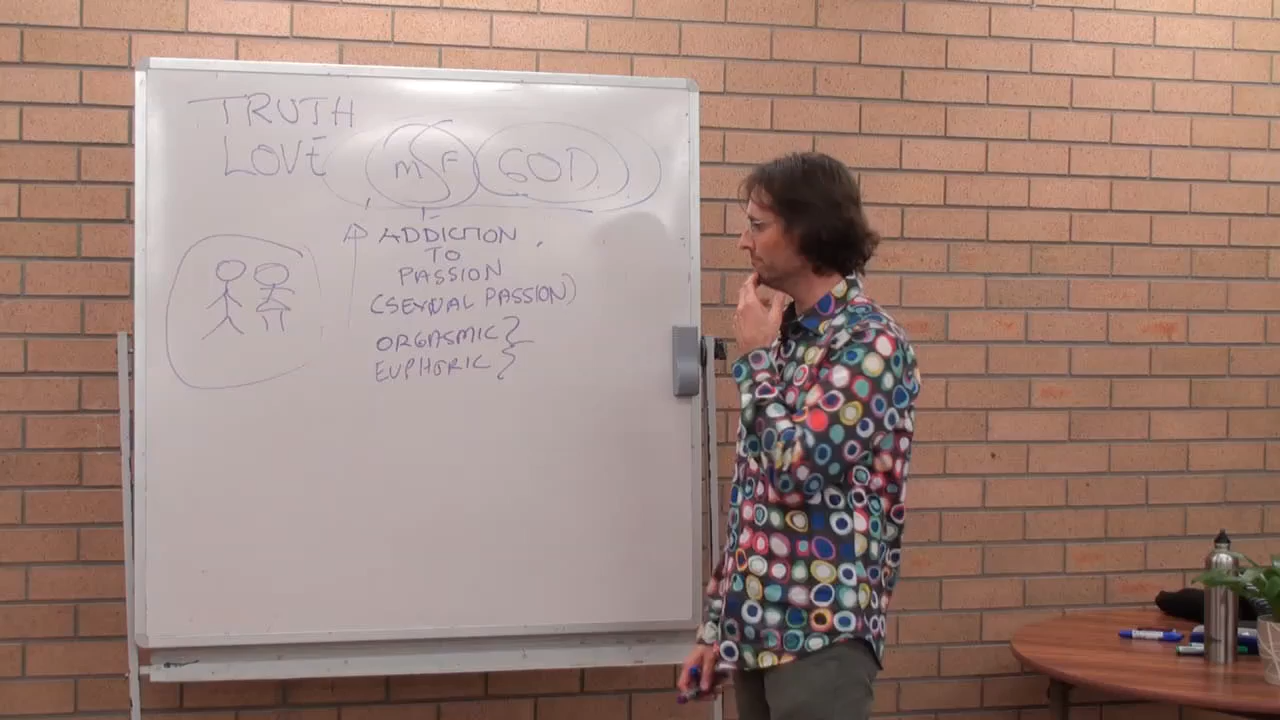 TRUTH
LOVE
M F GOD
ADDICTION
TO
PASSION
(SEXUAL PASSION)
ORGASMIC
EUPHORIC